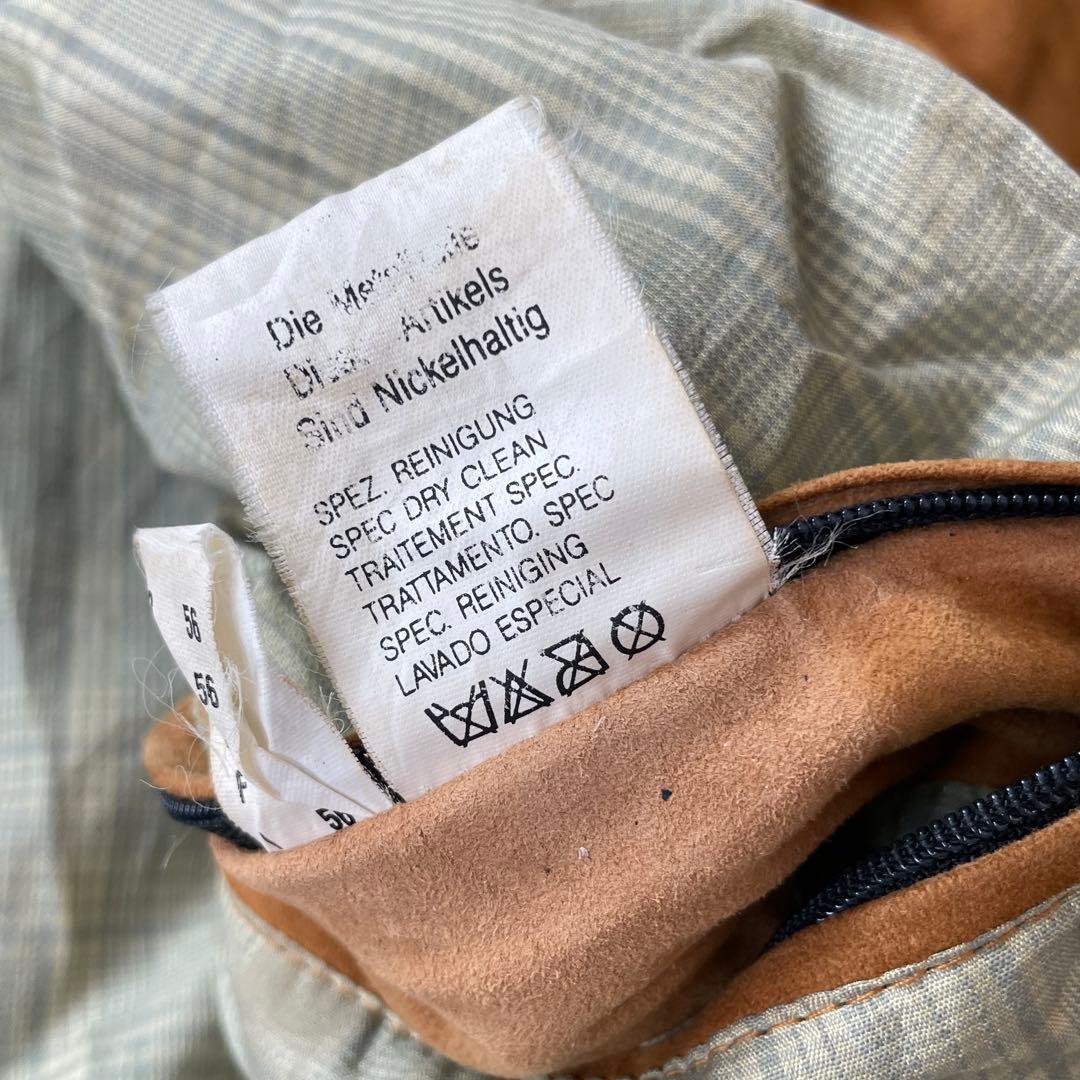 Die
Artikels
Sind Nickelhaltig
SPEZ. REINIGUNG
SPEC DRY CLEAN
TRAITEMENT SPEC.
TRATTAMENTO. SPEC
SPEC. REINIGING
LAVADO ESPECIAL
56
56
F
56